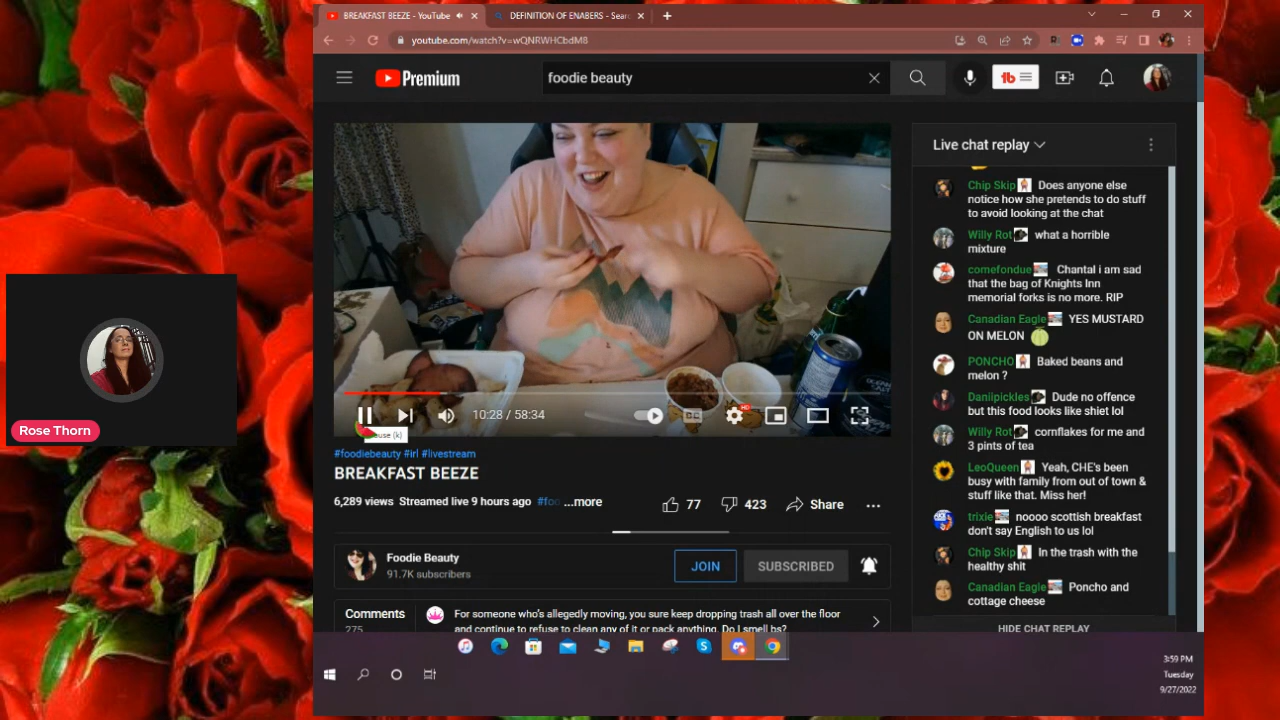 BREAKFAST BEEZE - YouTube
DEFINITION OF ENABERS - Sear
youtube.com/watch?v=wQNRWHCbdM8
Premium
foodie beauty
Live chat replay
Chip Skip Does anyone else
notice how she pretends to do stuff
to avoid looking at the chat
Willy Rot what a horrible
mixture
comefondue Chantal i am sad
that the bag of Knights Inn
memorial forks is no more. RIP
Canadian Eagle YES MUSTARD
ON MELON
PONCHO Baked beans and
melon ?
Daniipickles Dude no offence
but this food looks like shiet lol
Willy Rot cornflakes for me and
3 pints of tea
LeoQueen Yeah, CHE's been
busy with family from out of town &
stuff like that. Miss her!
trixie noooo scottish breakfast
don't say English to us lol
Chip Skip In the trash with the
healthy shit
Canadian Eagle Poncho and
cottage cheese
HIDE CHAT REPLAY
10:28 / 58:34
CC
HD
ause (k)
#foodiebeauty #irl #livestream
BREAKFAST BEEZE
6,289 views Streamed live 9 hours ago #foo ...more
77
423
Share
Foodie Beauty
91.7K subscribers
JOIN
SUBSCRIBED
Comments
275
For someone who's allegedly moving, you sure keep dropping trash all over the floor
and continue to refuse to clean any of it or pack anything. Do I smell bs?
Rose Thorn
3:59 PM
Tuesday
9/27/2022